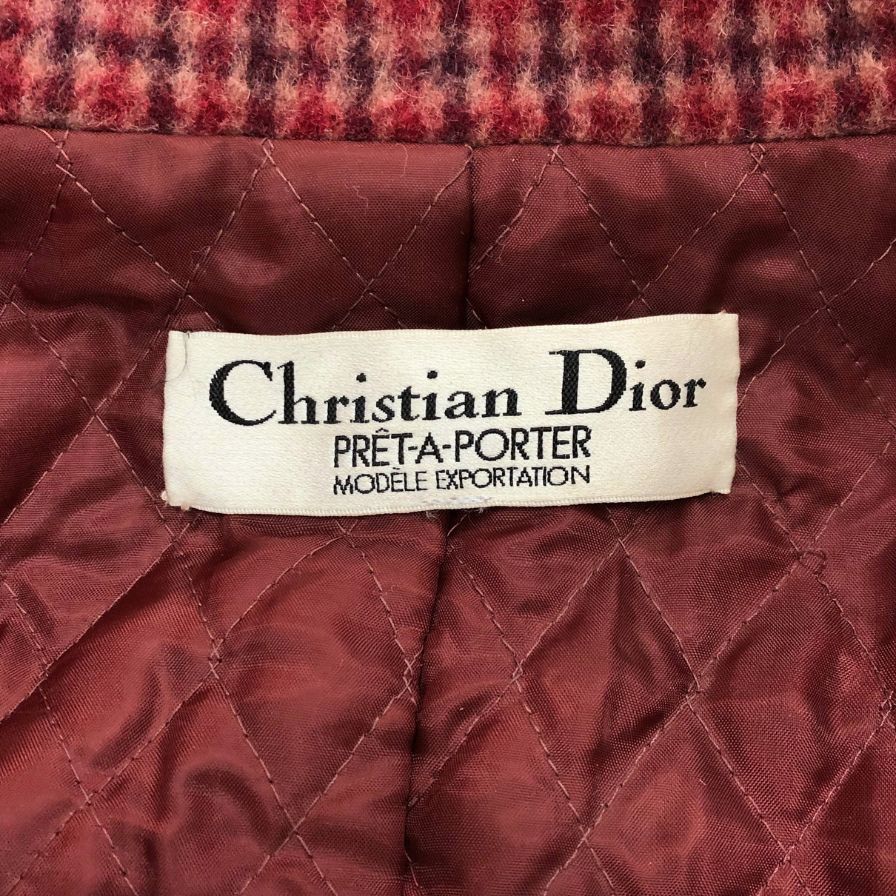 Christian Dior
PRÊT-A-PORTER
MODÈLE EXPORTATION